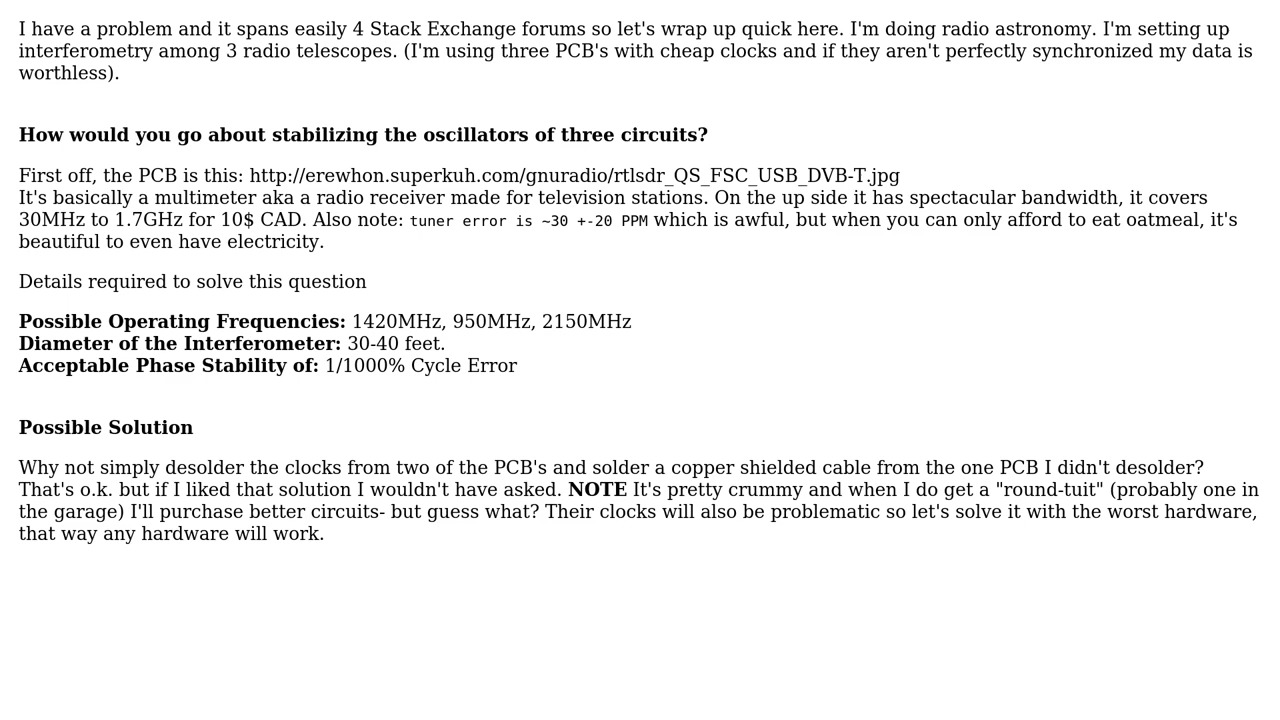 I have a problem and it spans easily 4 Stack Exchange forums so let's wrap up quick here. I'm doing radio astronomy. I'm setting up
interferometry among 3 radio telescopes. (I'm using three PCB's with cheap clocks and if they aren't perfectly synchronized my data is
worthless).
How would you go about stabilizing the oscillators of three circuits?
First off, the PCB is this: http://erewhon.superkuh.com/gnuradio/rtlsdr_QS_FSC_USB_DVB-T.jpg
It's basically a multimeter aka a radio receiver made for television stations. On the up side it has spectacular bandwidth, it covers
30MHz to 1.7GHz for 10$ CAD. Also note: tuner error is ~30 +-20 PPM which is awful, but when you can only afford to eat oatmeal, it's
beautiful to even have electricity.
Details required to solve this question
Possible Operating Frequencies: 1420MHz, 950MHz, 2150MHz
Diameter of the Interferometer: 30-40 feet.
Acceptable Phase Stability of: 1/1000% Cycle Error
Possible Solution
Why not simply desolder the clocks from two of the PCB's and solder a copper shielded cable from the one PCB I didn't desolder?
That's o.k. but if I liked that solution I wouldn't have asked. NOTE It's pretty crummy and when I do get a "round-tuit" (probably one in
the garage) I'll purchase better circuits- but guess what? Their clocks will also be problematic so let's solve it with the worst hardware,
that way any hardware will work.